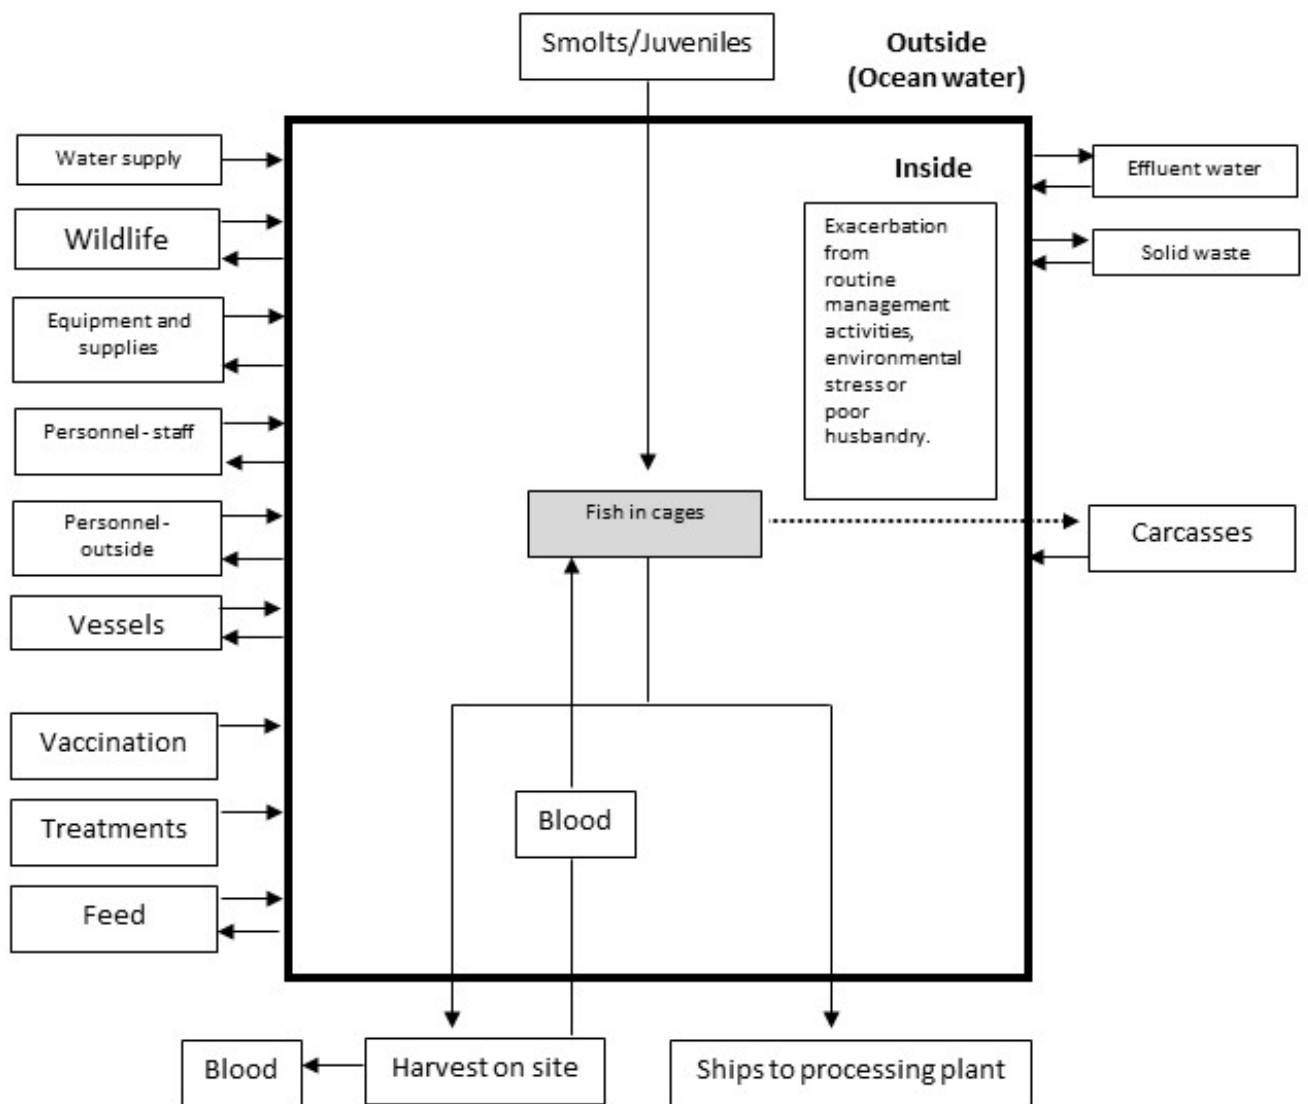 Smolts/Juveniles
Outside
(Ocean water)
Water supply
Wildlife
Equipment and
supplies
Personnel- staff
Personnel-
outside
Vessels
Vaccination
Treatments
Feed
Inside
Exacerbation
from
routine
management
activities,
environmental
stress or
poor
husbandry.
Fish in cages
Blood
Effluent water
Solid waste
Carcasses
Blood
Harvest on site
Ships to processing plant